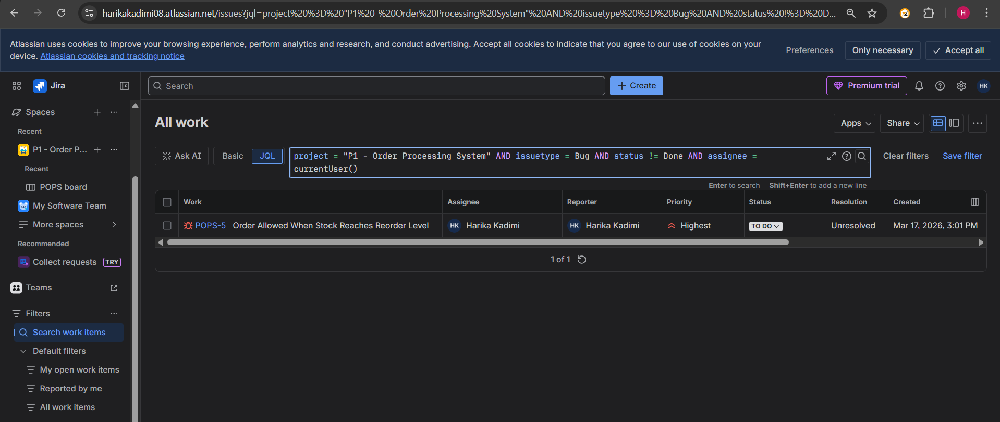 harikakadimi08.atlassian.net/issues?jql=project%20%3D%20"P1%20-%20Order%20Processing%20System"%20AND%20issuetype%20%3D%20Bug%20AND%20status%20!%3D%20D...
H
Atlassian uses cookies to improve your browsing experience, perform analytics and research, and conduct advertising. Accept all cookies to indicate that you agree to our use of cookies on your
device. Atlassian cookies and tracking notice
Preferences
Only necessary
Accept all
Jira
Search
Create
Premium trial
HK
Spaces
Recent
P1 - Order P...
Recent
POPS board
My Software Team
More spaces
Recommended
Collect requests TRY
Teams
Filters
Search work items
Default filters
My open work items
Reported by me
All work items
All work
Apps
Share
Ask AI
Basic
JQL
project = "P1 - Order Processing System" AND issuetype = Bug AND status != Done AND assignee =
currentUser()
Clear filters
Save filter
Enter to search Shift+Enter to add a new line
Work Assignee Reporter Priority Status Resolution Created
POPS-5 Order Allowed When Stock Reaches Reorder Level HK Harika Kadimi HK Harika Kadimi Highest TO DO Unresolved Mar 17, 2026, 3:01 PM
1 of 1